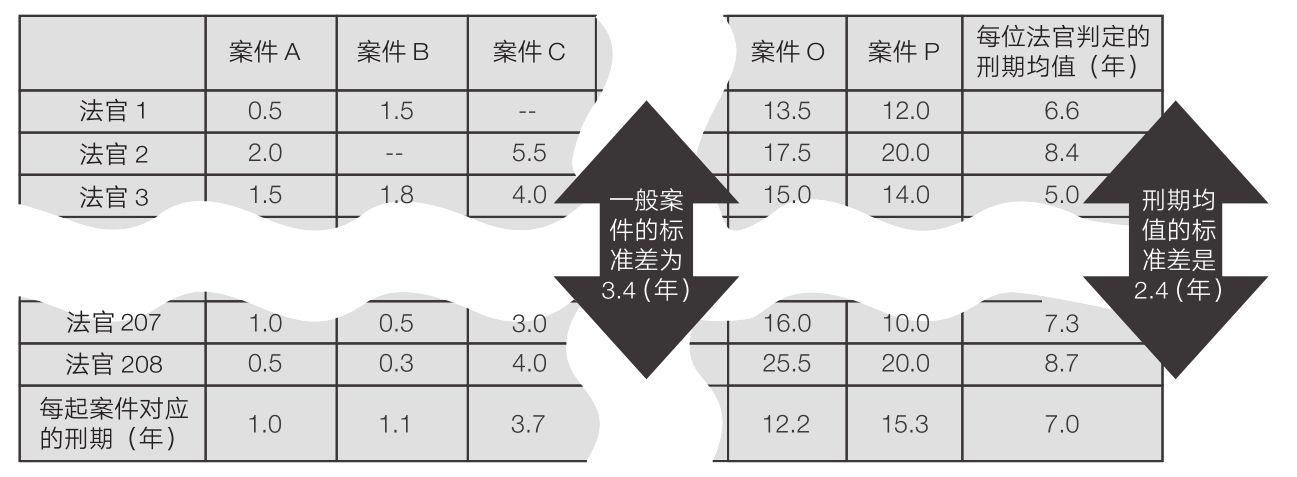 案件 A 案件 B 案件 C 案件 O 案件 P 每位法官判定的
刑期均值（年）
法官 1 0.5 1.5 -- 13.5 12.0 6.6
法官 2 2.0 -- 5.5 17.5 20.0 8.4
法官 3 1.5 1.8 4.0 15.0 14.0 5.0
一般案
件的标
准差为
3.4（年）
刑期均
值的标
准差是
2.4（年）
法官 207 1.0 0.5 3.0 16.0 10.0 7.3
法官 208 0.5 0.3 4.0 25.5 20.0 8.7
每起案件对应
的刑期（年） 1.0 1.1 3.7 12.2 15.3 7.0